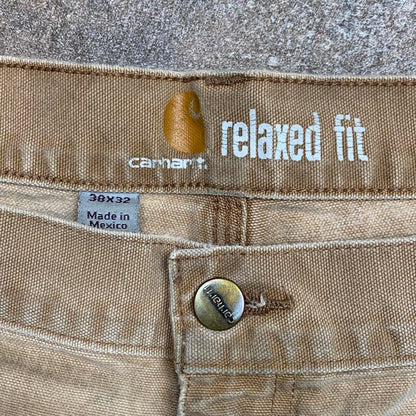 relaxed fit
carhartt
38X32
Made in
Mexico
Carhartt